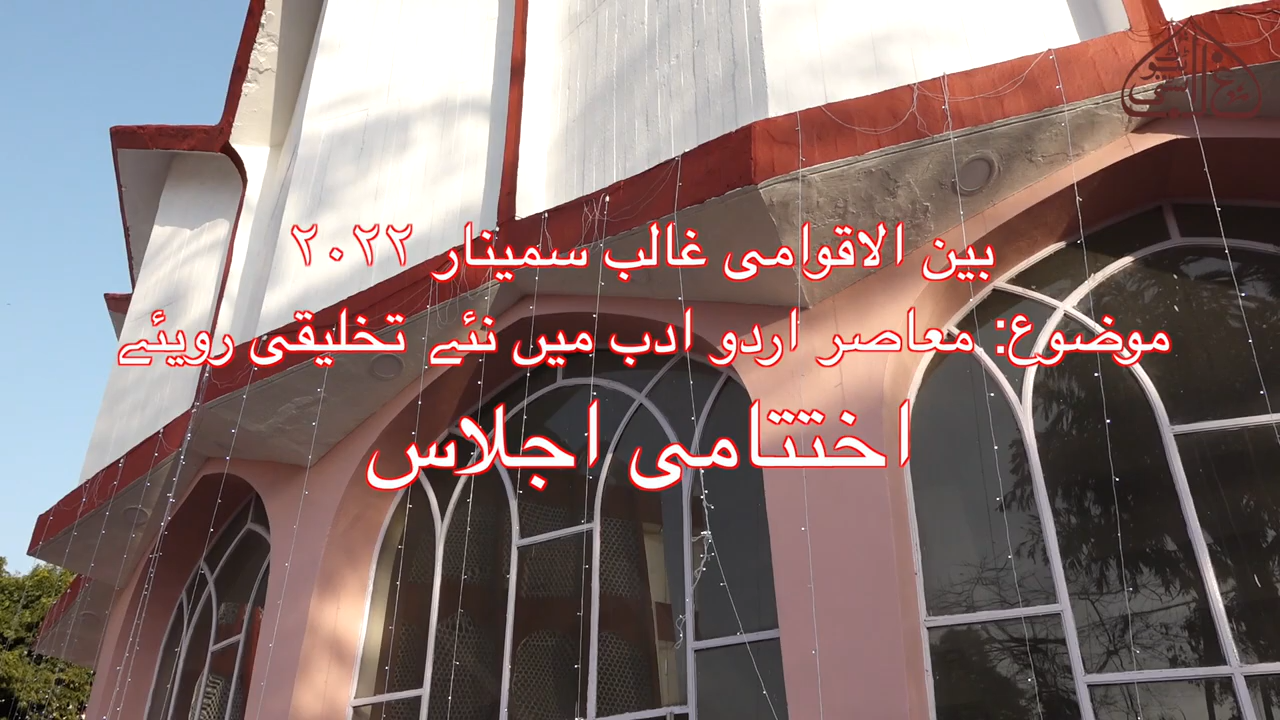 بین الاقوامی غالب سمینار ۲۰۲۲
موضوع: معاصر اردو ادب میں نئے تخلیقی رویئے
اختتامی اجلاس